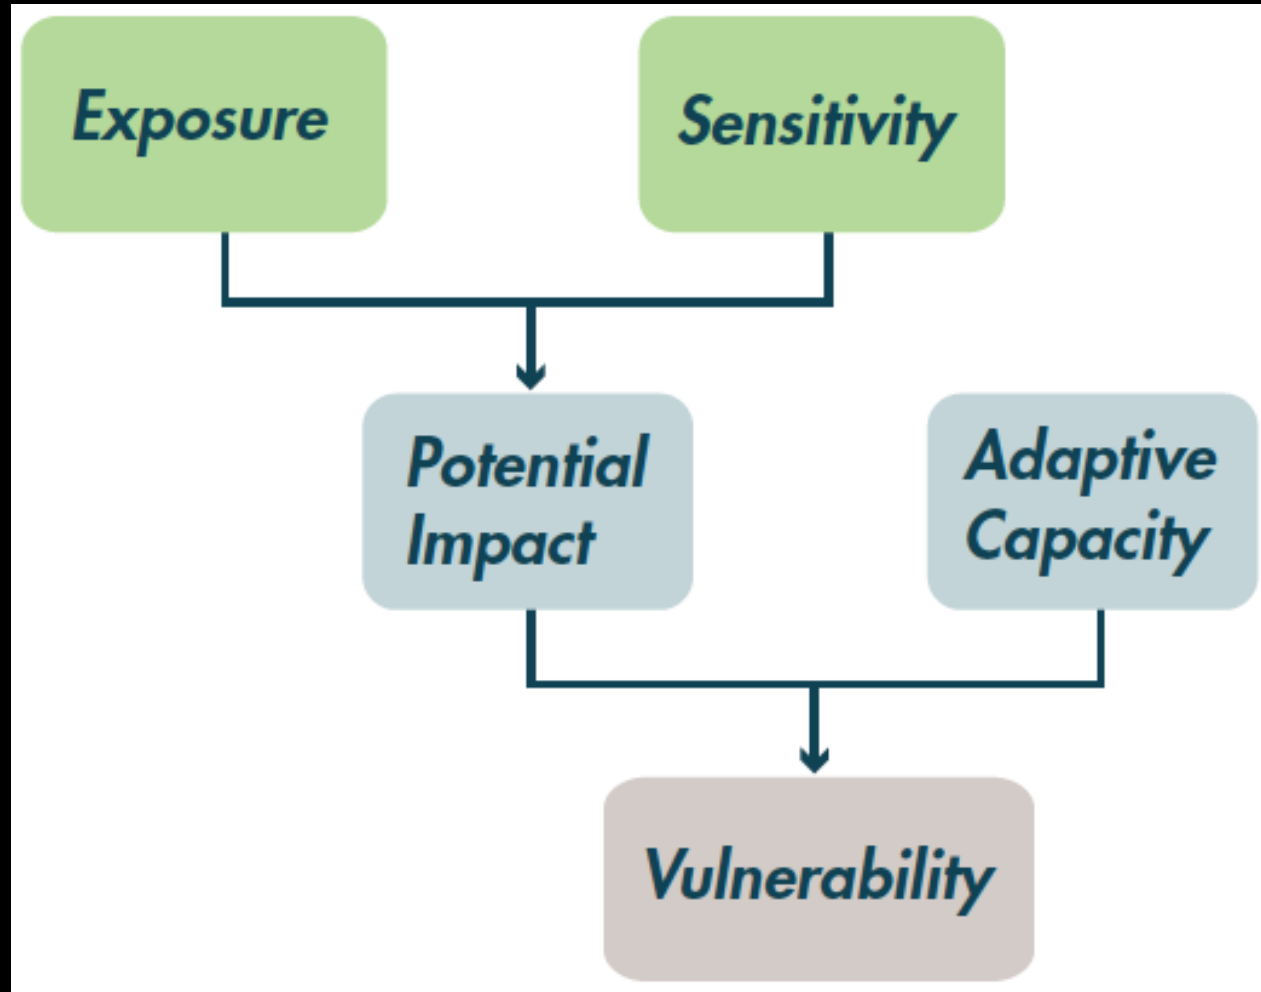 Exposure
Sensitivity
Potential
Impact
Adaptive
Capacity
Vulnerability